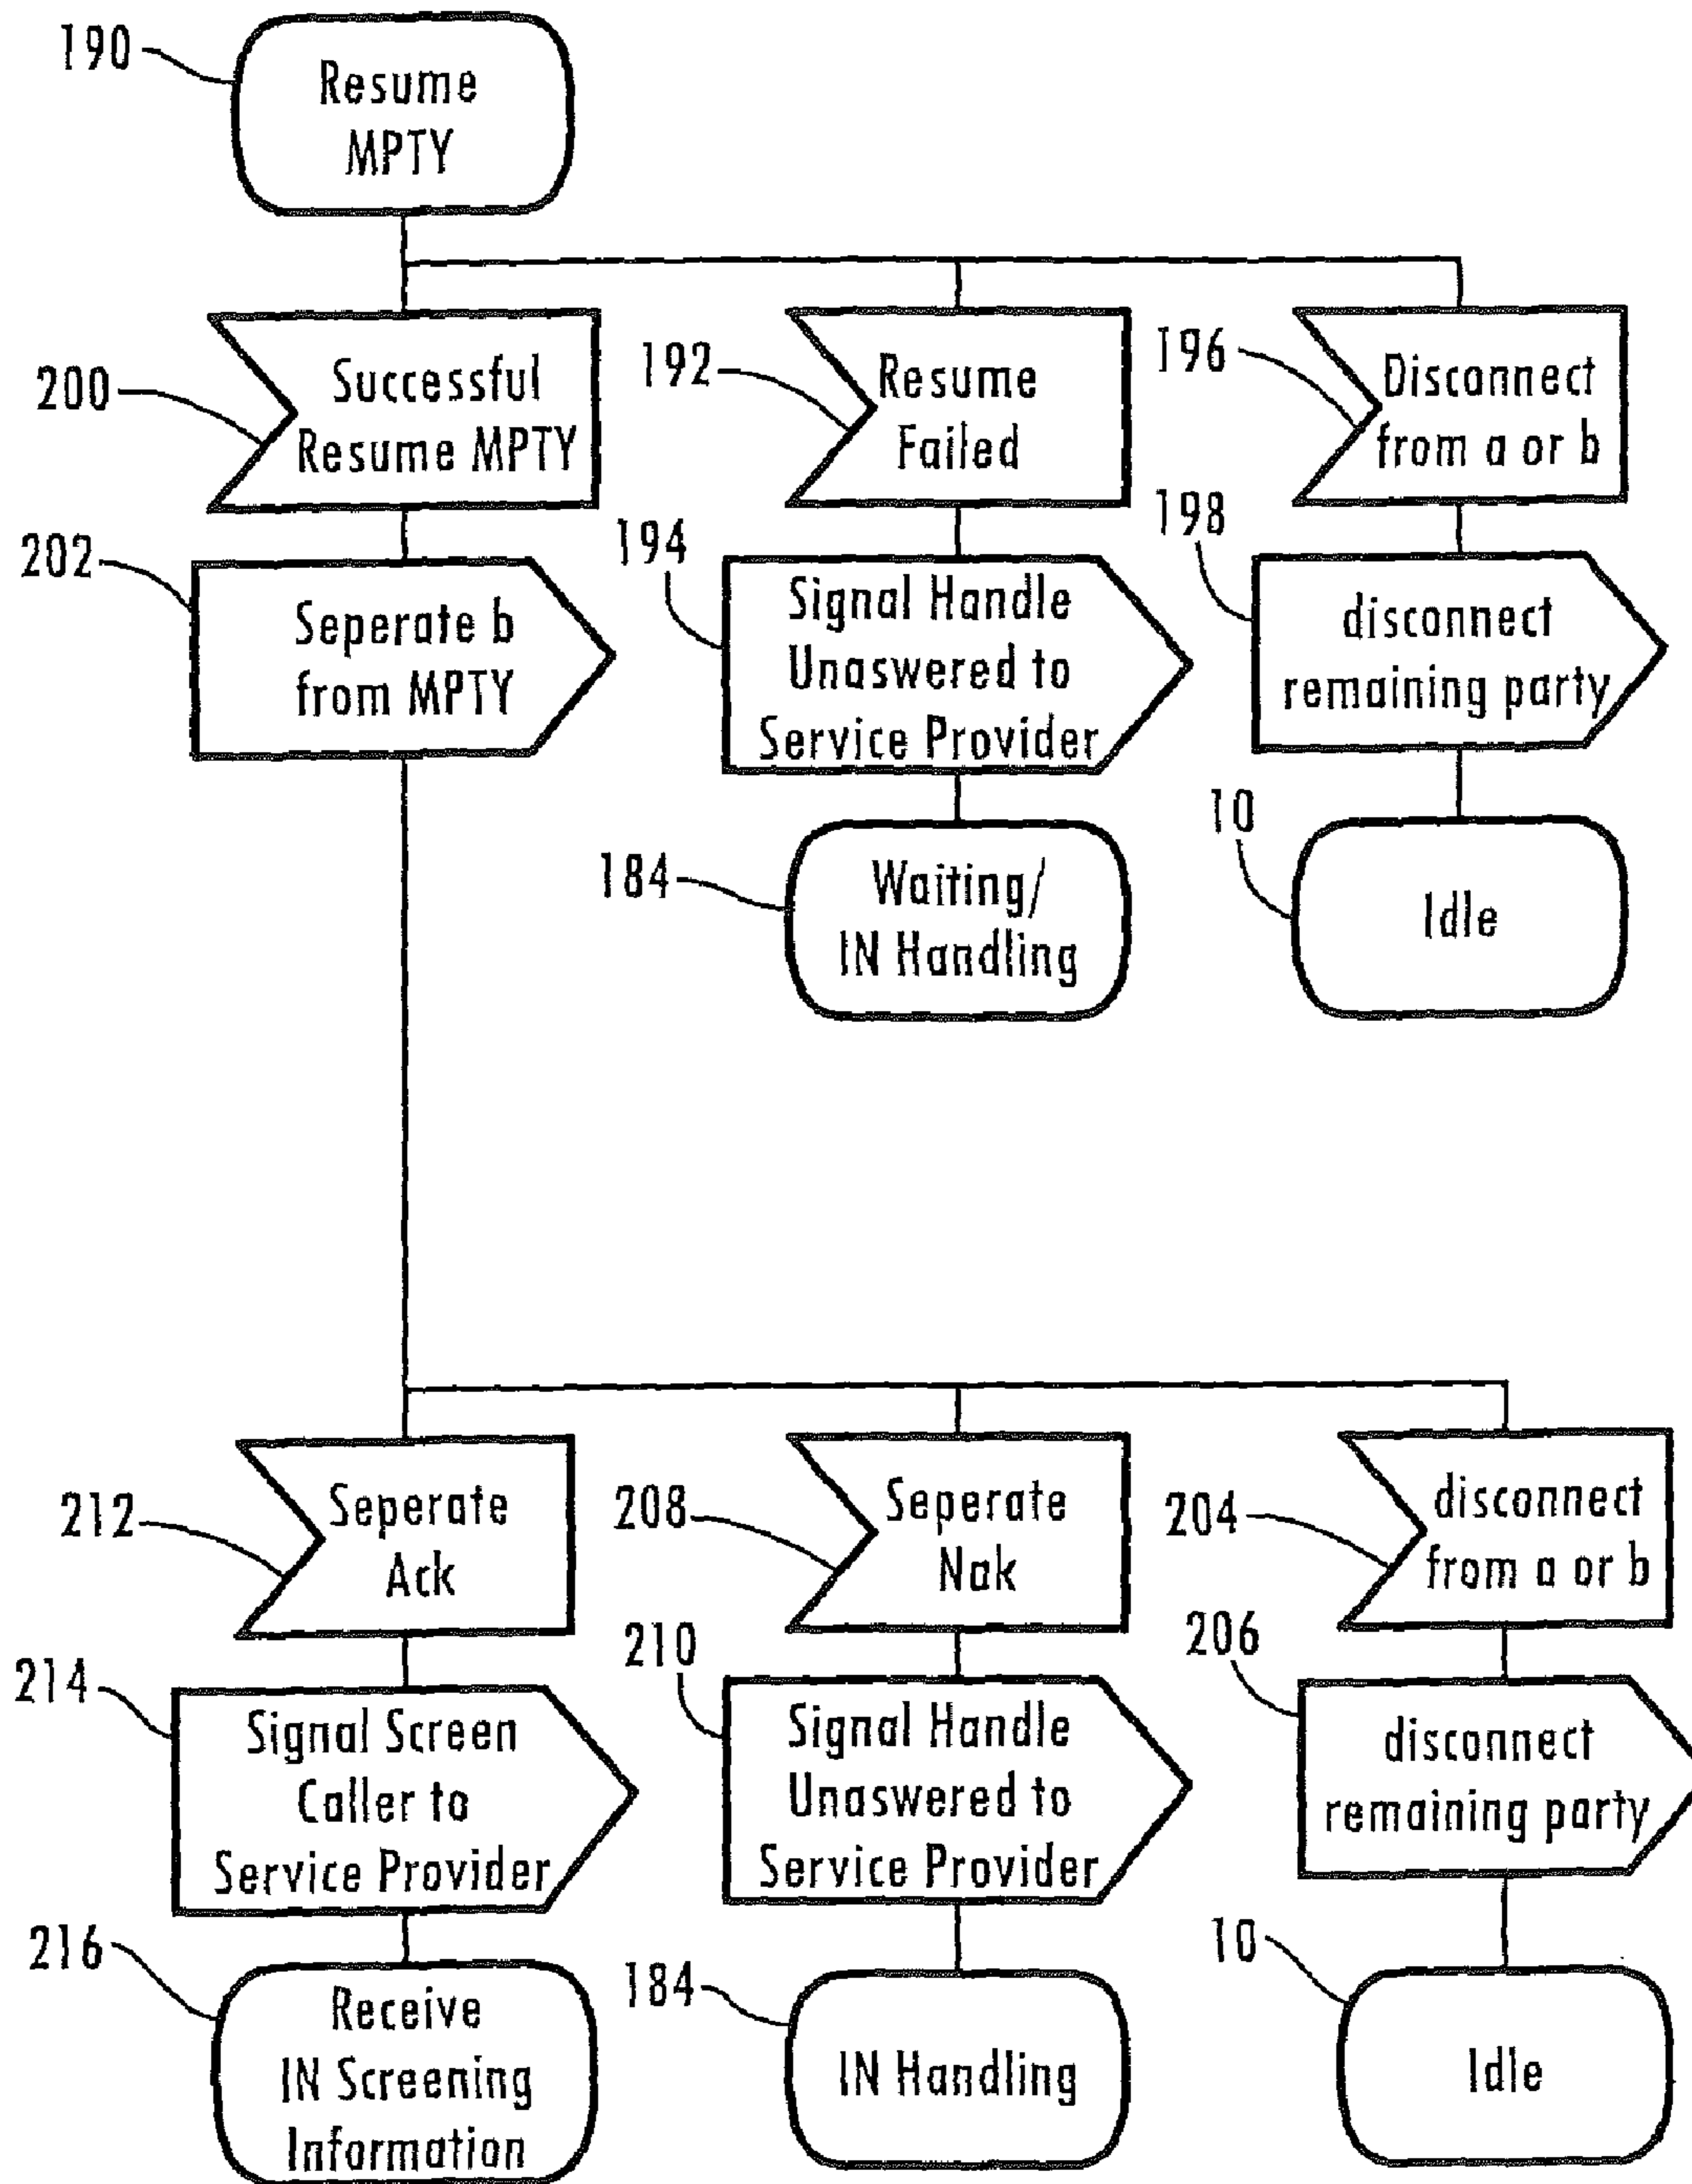 190
Resume
MPTY
200
Successful
Resume MPTY
192
Resume
Failed
196
Disconnect
from a or b
202
Seperate b
from MPTY
194
Signal Handle
Unaswered to
Service Provider
198
disconnect
remaining party
184
Waiting/
IN Handling
10
Idle
212
Seperate
Ack
208
Seperate
Nak
204
disconnect
from a or b
214
Signal Screen
Caller to
Service Provider
210
Signal Handle
Unaswered to
Service Provider
206
disconnect
remaining party
216
Receive
IN Screening
Information
184
IN Handling
10
Idle